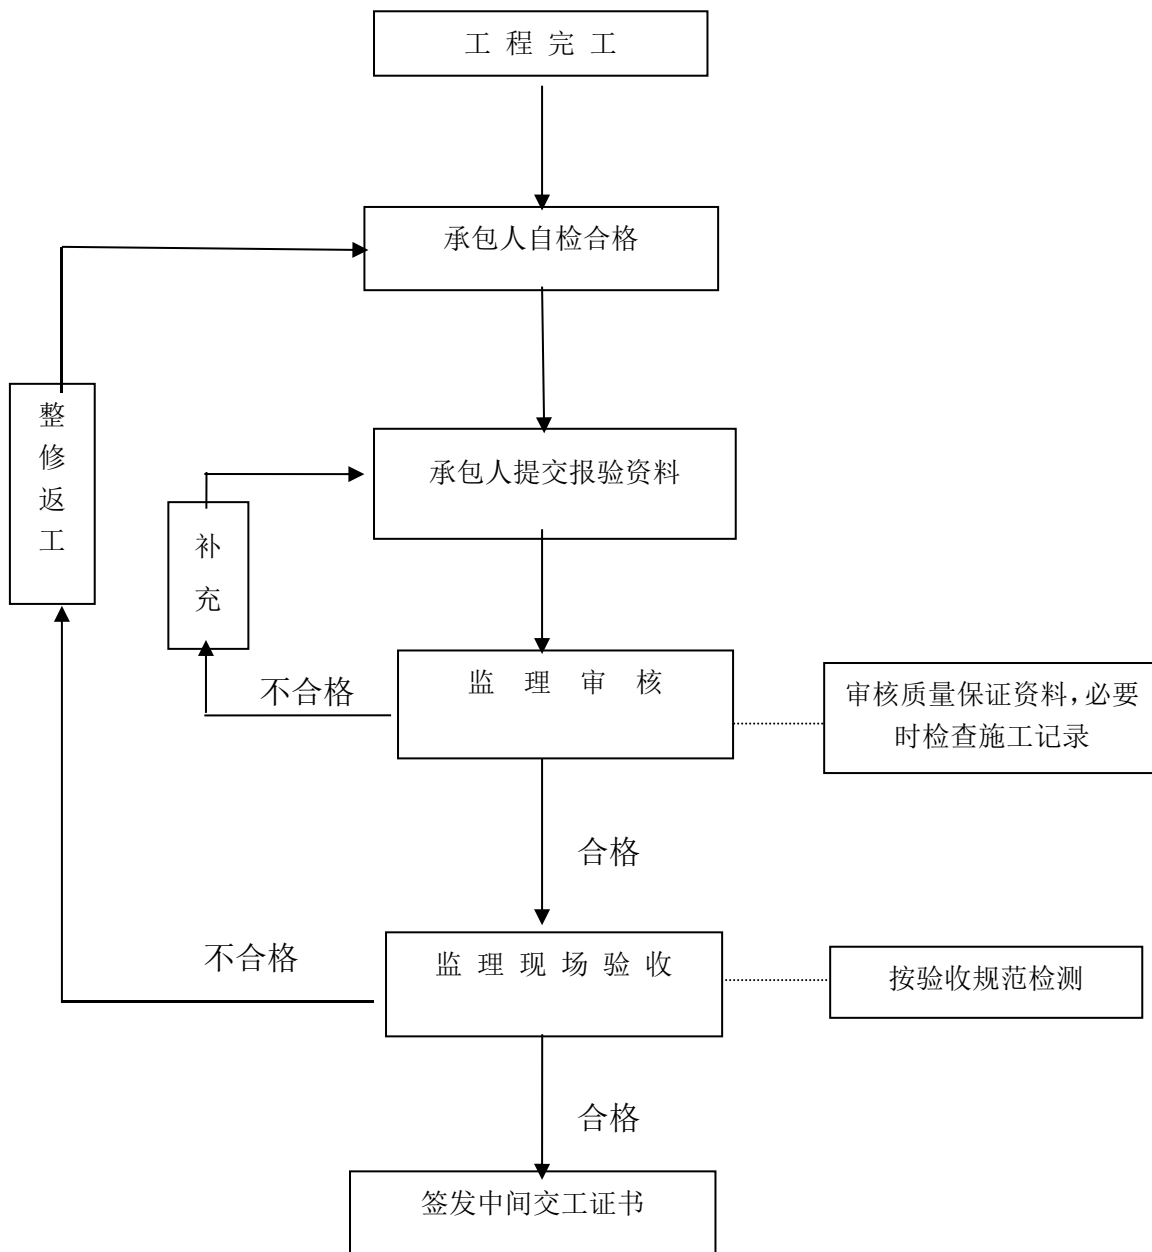 工 程 完 工
承包人自检合格
整
修
返
工
承包人提交报验资料
补
充
不合格
监 理 审 核
审核质量保证资料，必要
时检查施工记录
合格
不合格
监 理 现 场 验 收
按验收规范检测
合格
签发中间交工证书